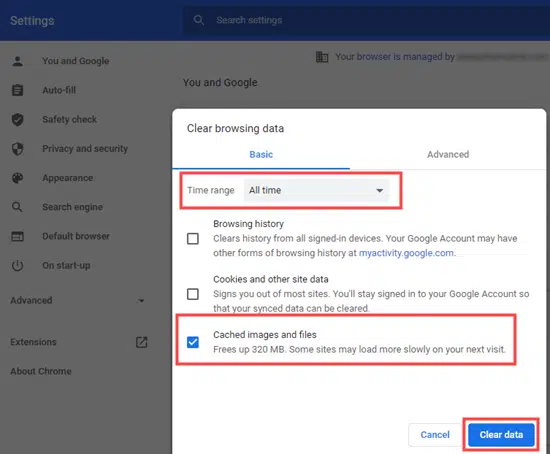 Settings
Search settings
You and Google
Auto-fill
Safety check
Privacy and security
Appearance
Search engine
Default browser
On start-up
Advanced
Extensions
About Chrome
Your browser is managed by
You and Google
Clear browsing data
Basic
Advanced
Time range
All time
Browsing history
Clears history from all signed-in devices. Your Google Account may have
other forms of browsing history at myactivity.google.com.
Cookies and other site data
Signs you out of most sites. You'll stay signed in to your Google Account so
that your synced data can be cleared.
Cached images and files
Frees up 320 MB. Some sites may load more slowly on your next visit.
Cancel
Clear data